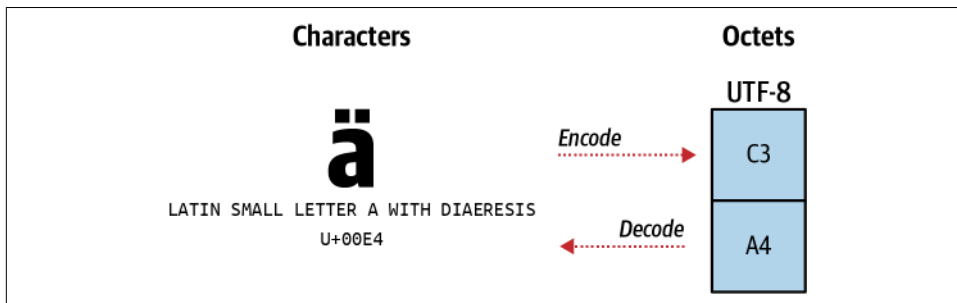 Characters
Octets
UTF-8
ä
Encode
C3
LATIN SMALL LETTER A WITH DIAERESIS
U+00E4
Decode
A4